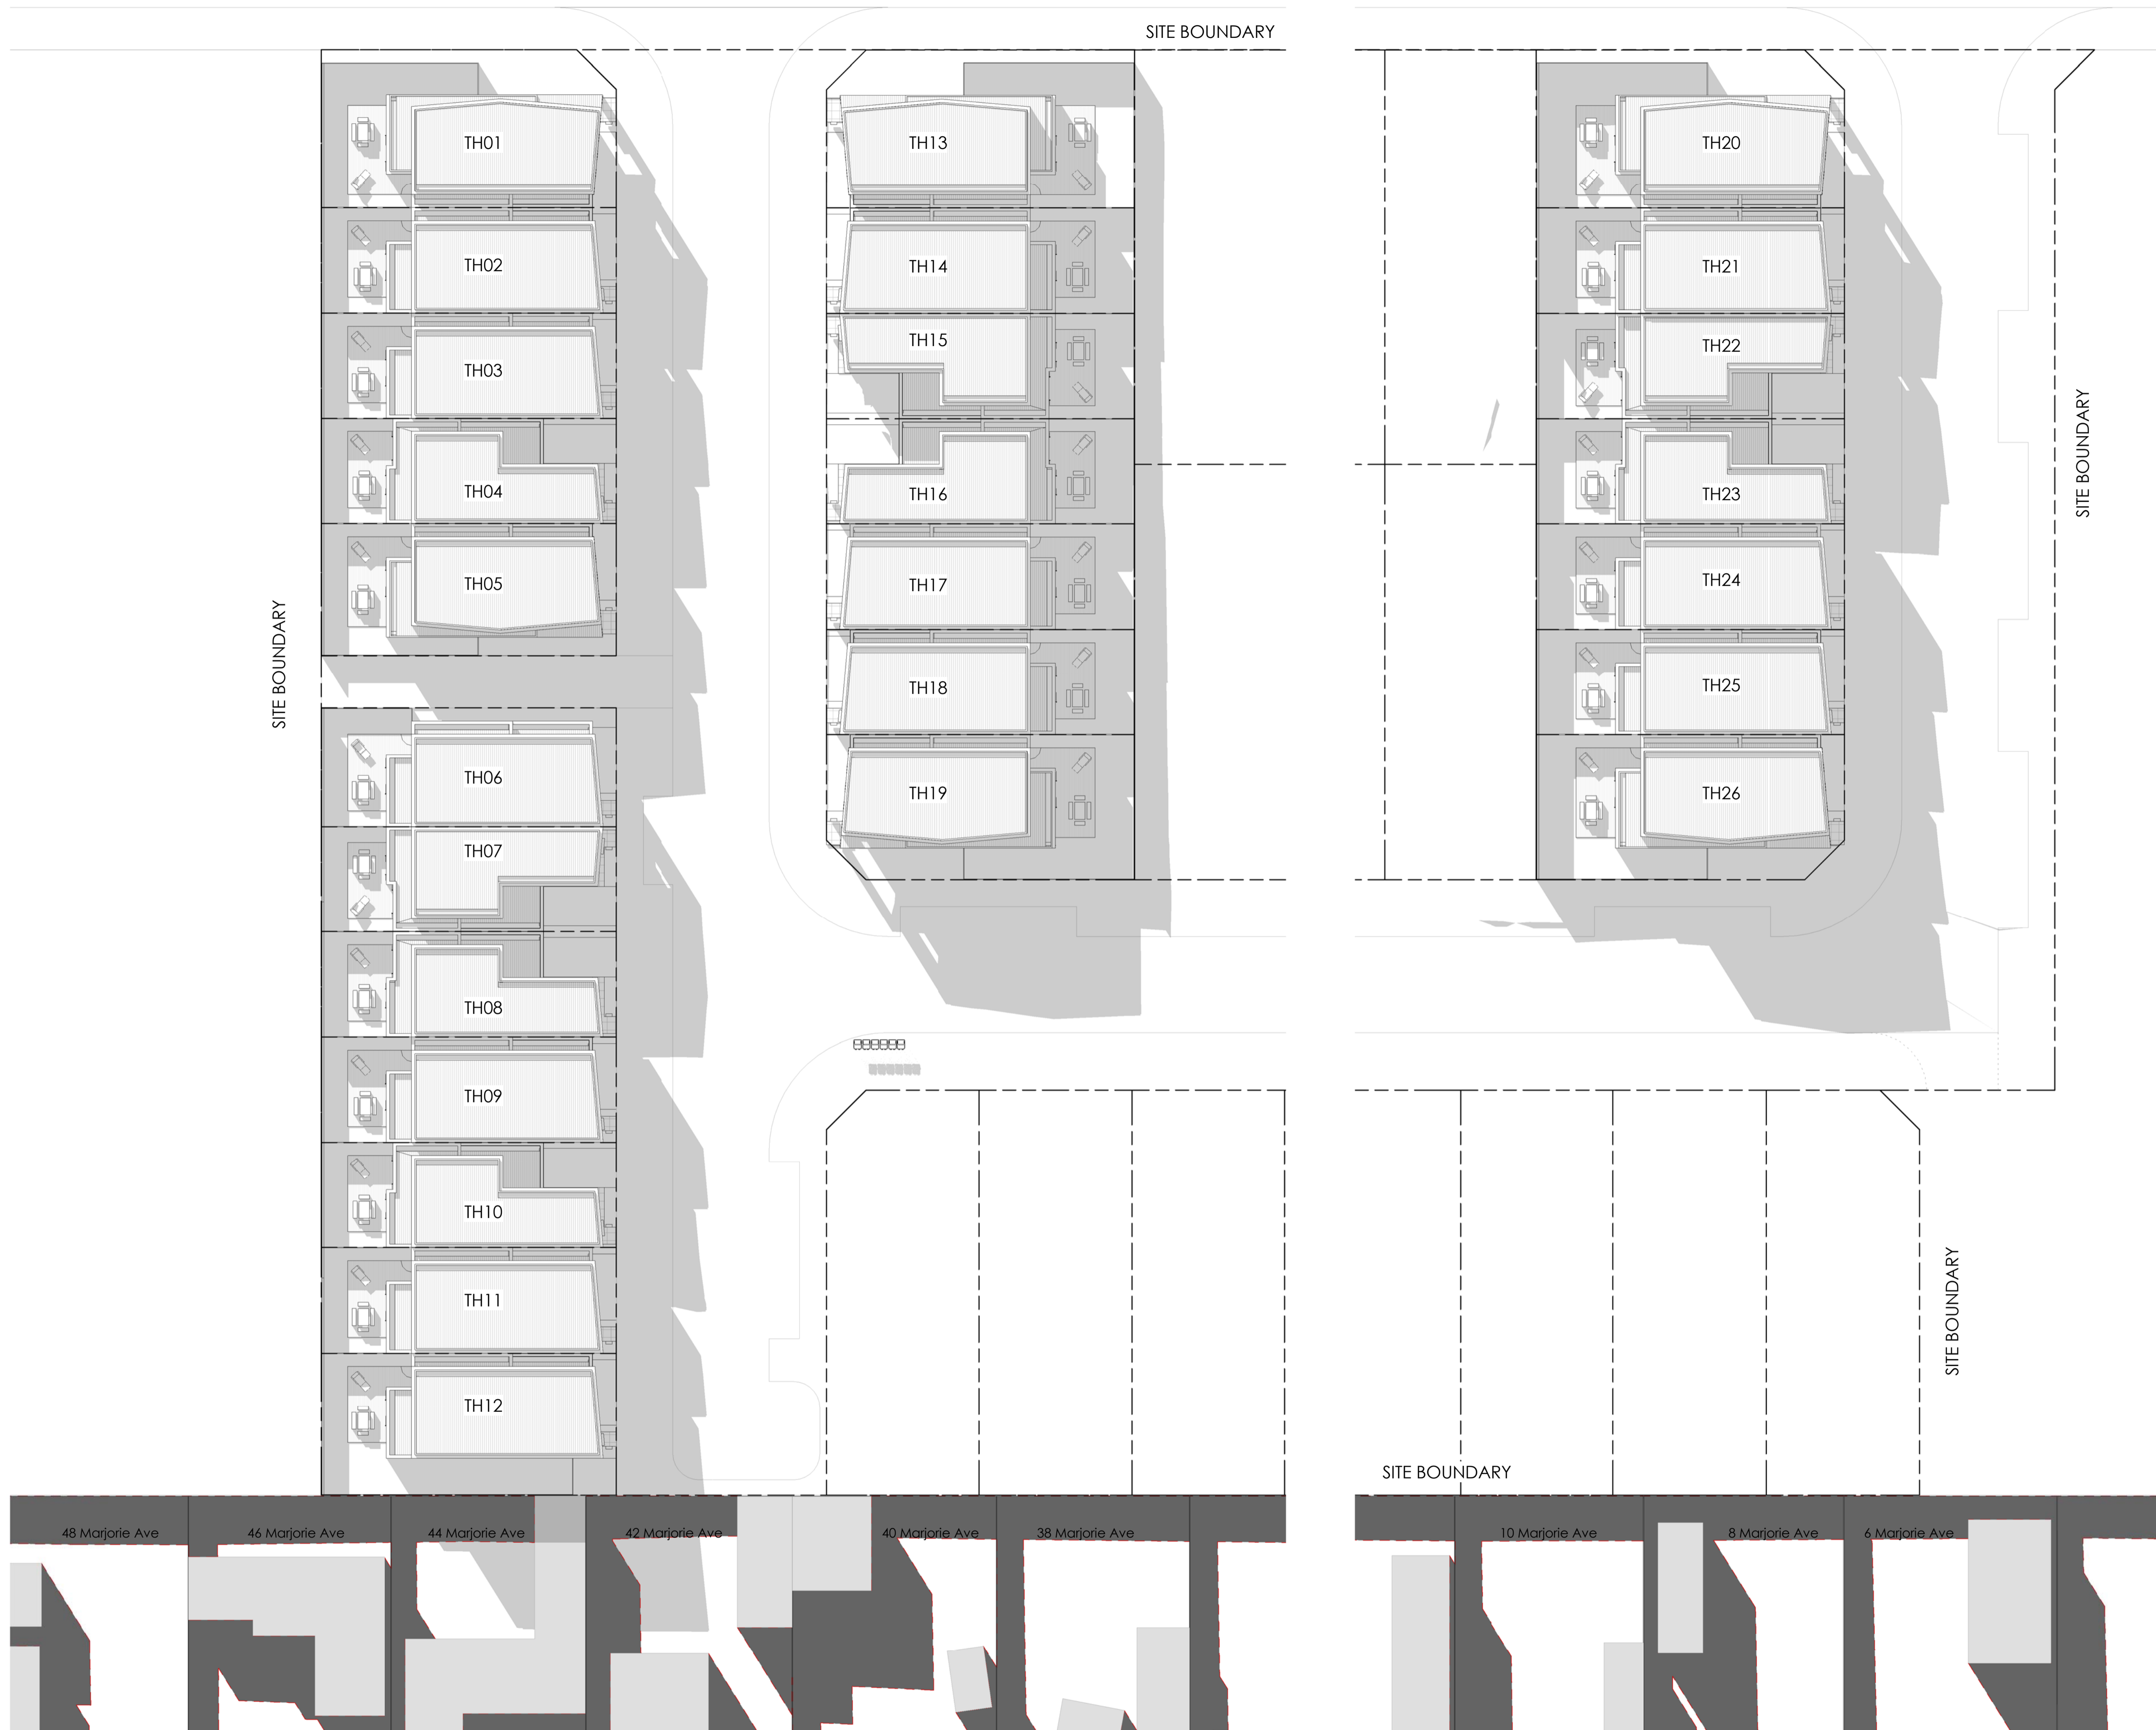 SITE BOUNDARY
TH01
TH13
TH20
TH02
TH14
TH21
TH03
TH15
TH22
SITE BOUNDARY
TH04
TH16
TH23
TH05
TH17
TH24
SITE BOUNDARY
TH18
TH25
TH06
TH19
TH26
TH07
TH08
TH09
TH10
TH11
SITE BOUNDARY
TH12
SITE BOUNDARY
48 Marjorie Ave
46 Marjorie Ave
44 Marjorie Ave
42 Marjorie Ave
40 Marjorie Ave
38 Marjorie Ave
10 Marjorie Ave
8 Marjorie Ave
6 Marjorie Ave